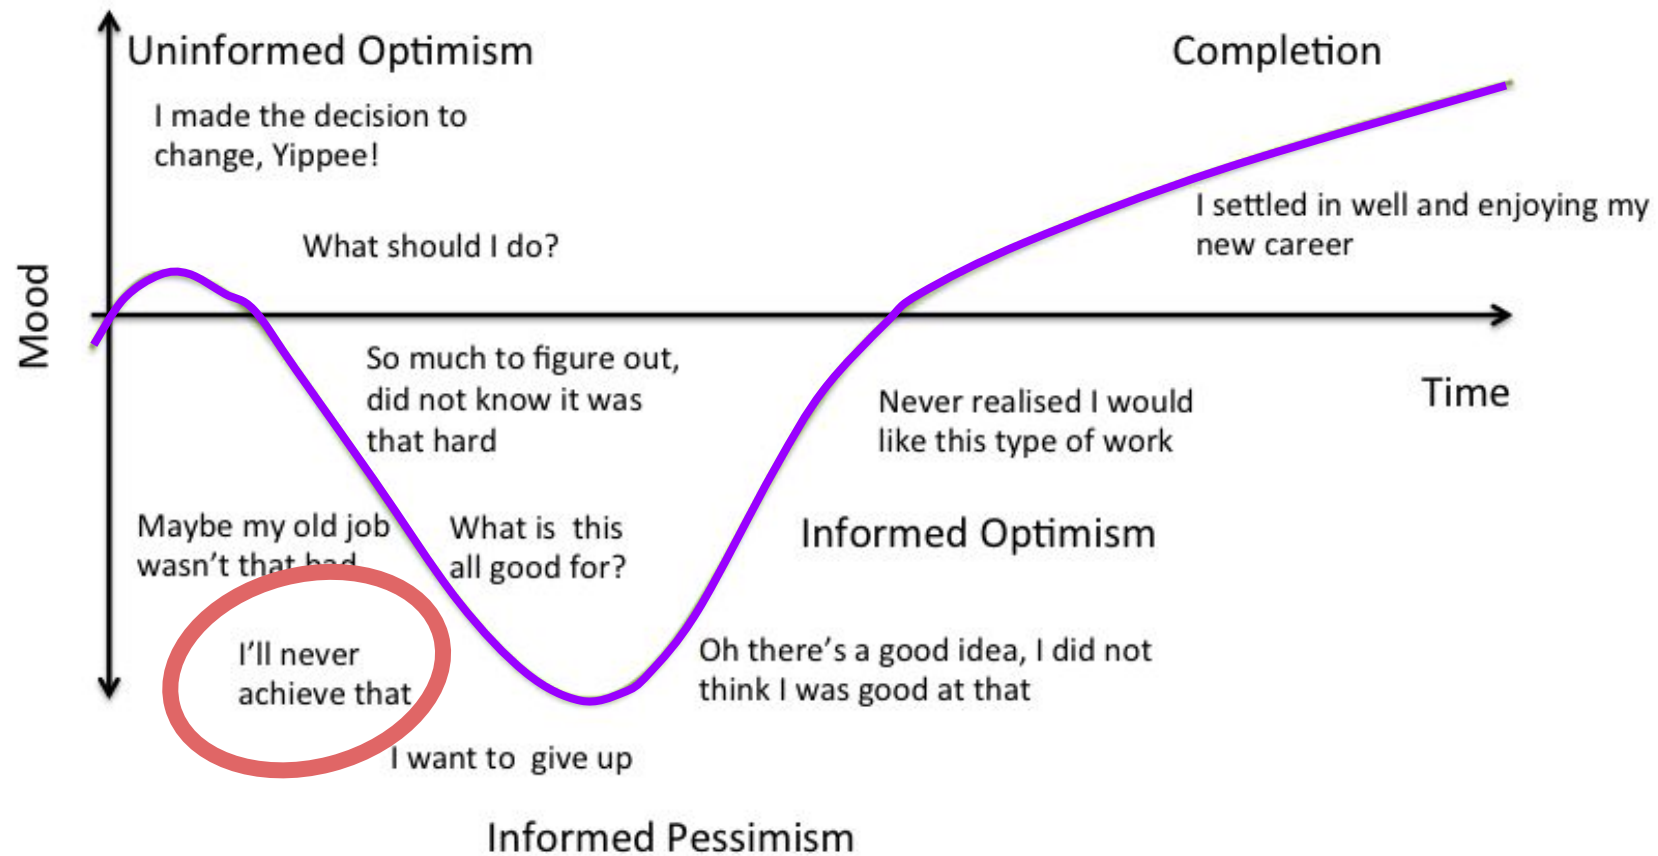 Uninformed Optimism
Completion
I made the decision to
change, Yippee!
I settled in well and enjoying my
new career
What should I do?
Mood
So much to figure out,
did not know it was
that hard
Time
Never realised I would
like this type of work
Maybe my old job
wasn't that bad
What is this
all good for?
Informed Optimism
I'll never
achieve that
Oh there's a good idea, I did not
think I was good at that
I want to give up
Informed Pessimism